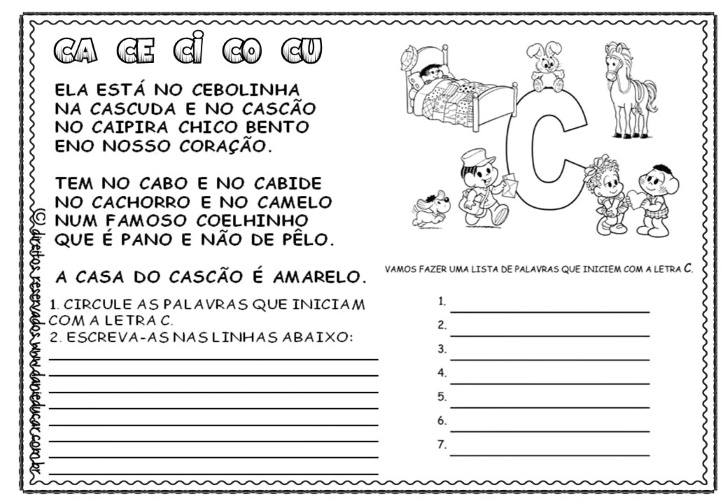 CA CE CI CO CU
ELA ESTÁ NO CEBOLINHA
NA CASCUDA E NO CASCÃO
NO CAIPIRA CHICO BENTO
ENO NOSSO CORAÇÃO.
TEM NO CABO E NO CABIDE
NO CACHORRO E NO CAMELO
NUM FAMOSO COELHINHO
QUE É PANO E NÃO DE PÊLO.
A CASA DO CASCÃO É AMARELO.
1. CIRCULE AS PALAVRAS QUE INICIAM
COM A LETRA C.
2. ESCREVA-AS NAS LINHAS ABAIXO:
C
VAMOS FAZER UMA LISTA DE PALAVRAS QUE INICIEM COM A LETRA C.
1.
2.
3.
4.
5.
6.
7.
© direitos reservados www.danieducar.com.br